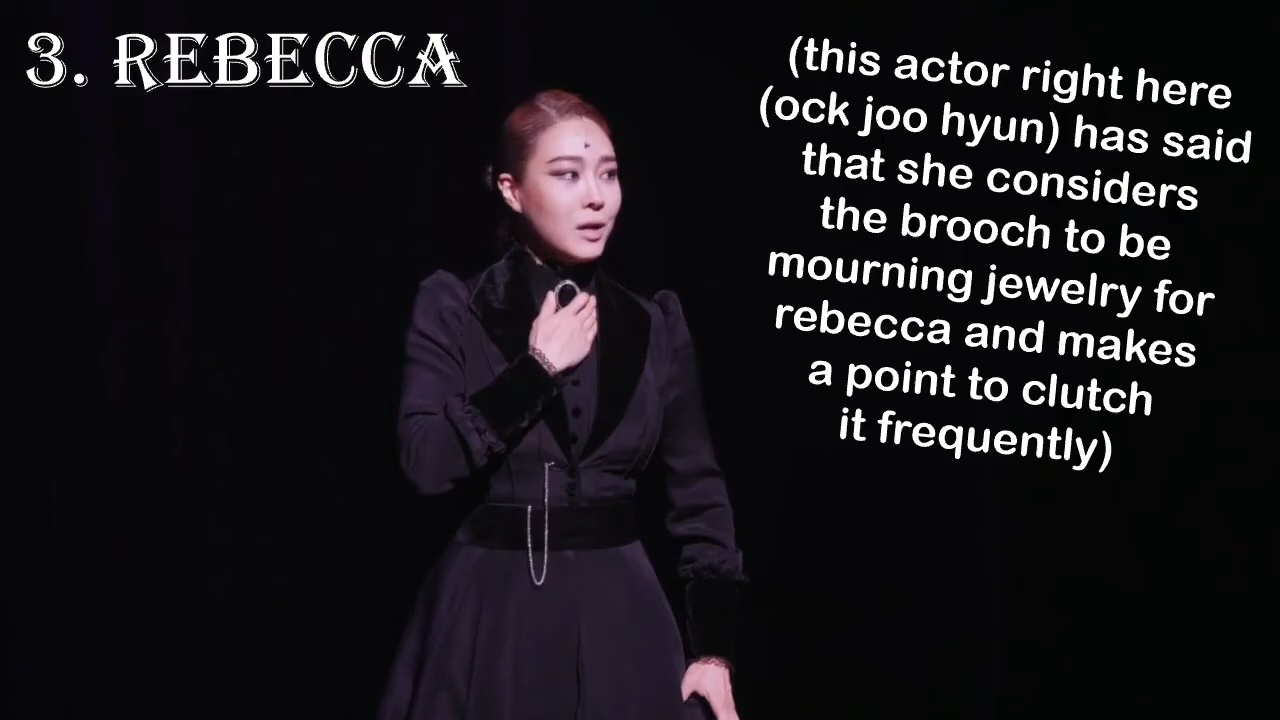 3. REBECCA
(this actor right here
(ock joo hyun) has said
that she considers
the brooch to be
mourning jewelry for
rebecca and makes
a point to clutch
it frequently)